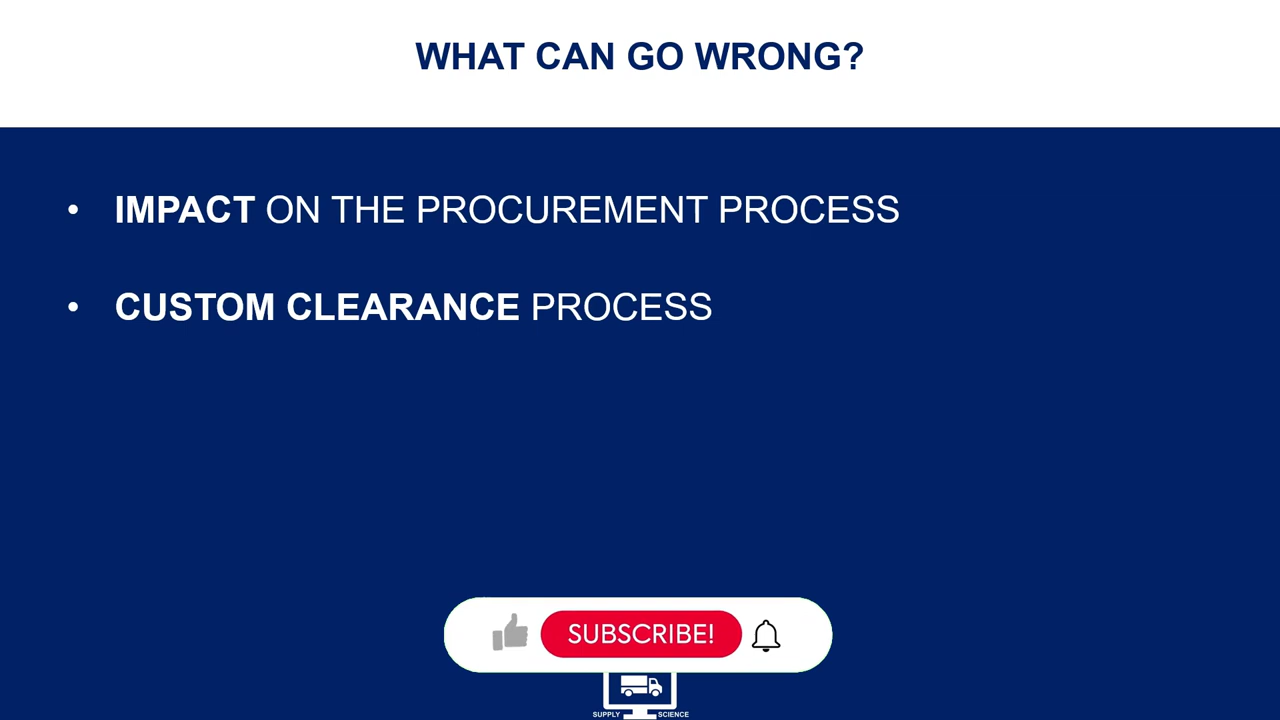 WHAT CAN GO WRONG?
• IMPACT ON THE PROCUREMENT PROCESS
• CUSTOM CLEARANCE PROCESS
SUBSCRIBE!
SUPPLY SCIENCE